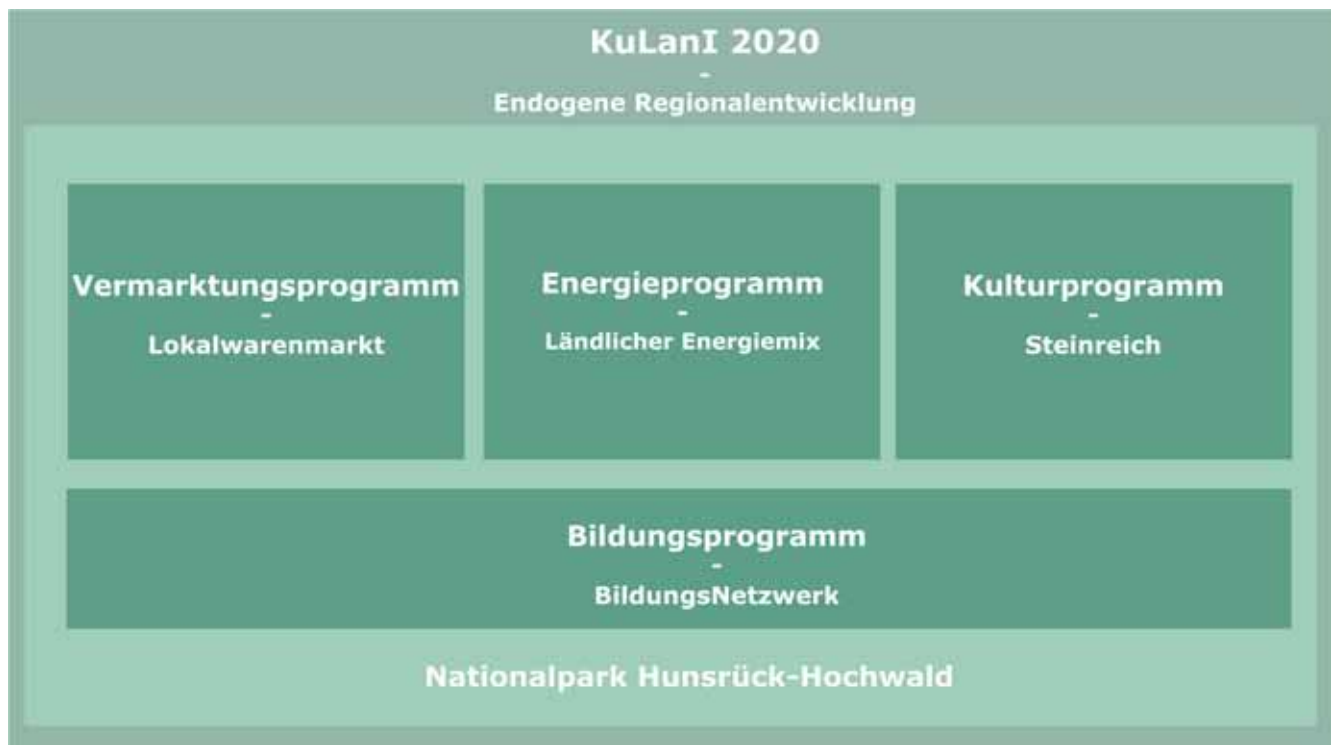 KuLanI 2020
-
Endogene Regionalentwicklung
Vermarktungsprogramm
-
Lokalwarenmarkt
Energieprogramm
-
Ländlicher Energiemix
Kulturprogramm
-
Steinreich
Bildungsprogramm
-
BildungsNetzwerk
Nationalpark Hunsrück-Hochwald